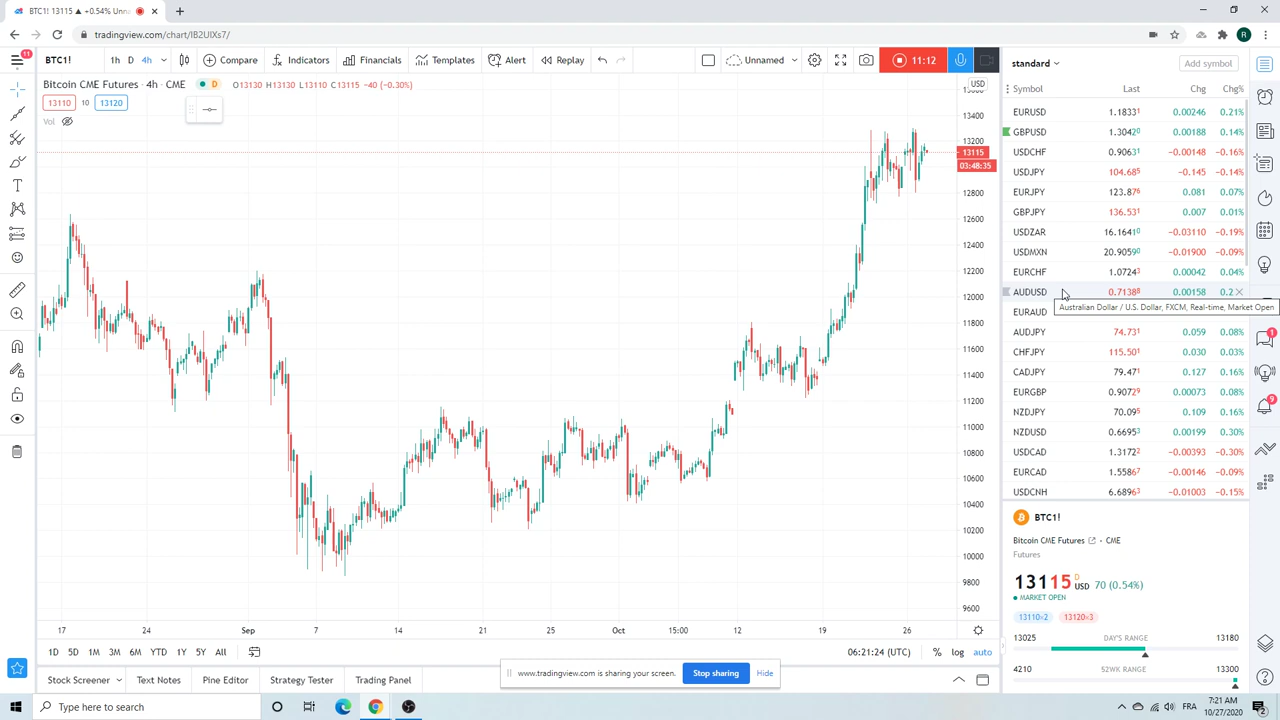 BTC1! 13115 ▲ +0.54% Unna
tradingview.com/chart/IB2UIXs7/
R
11
BTC1!
1h D 4h
Compare
Indicators
Financials
Templates
Alert
Replay
Unnamed
11:12
Bitcoin CME Futures · 4h · CME D O13130 H13150 L13110 C13115 −40 (−0.30%)
13110 10 13120
Vol
USD
13400
13200
13115
03:48:35
12800
12600
12400
12200
12000
11800
11600
11400
11200
11000
10800
10600
10400
10200
10000
9800
9600
17 24 Sep 7 14 21 25 Oct 15:00 12 19 26
1D 5D 1M 3M 6M YTD 1Y 5Y All
06:21:24 (UTC) % log auto
Stock Screener Text Notes Pine Editor Strategy Tester Trading Panel
www.tradingview.com is sharing your screen. Stop sharing Hide
standard Add symbol
Symbol Last Chg Chg%
EURUSD 1.1833¹ 0.00246 0.21%
GBPUSD 1.3042⁰ 0.00188 0.14%
USDCHF 0.9063¹ −0.00148 −0.16%
USDJPY 104.68⁵ −0.145 −0.14%
EURJPY 123.87⁶ 0.081 0.07%
GBPJPY 136.53¹ 0.007 0.01%
USDZAR 16.1641⁰ −0.03110 −0.19%
USDMXN 20.9059⁰ −0.01900 −0.09%
EURCHF 1.0724³ 0.00042 0.04%
AUDUSD 0.7138⁸ 0.00158 0.2
EURAUD
Australian Dollar / U.S. Dollar, FXCM, Real-time, Market Open
AUDJPY 74.73¹ 0.059 0.08%
CHFJPY 115.50¹ 0.030 0.03%
CADJPY 79.47¹ 0.127 0.16%
EURGBP 0.9072⁹ 0.00073 0.08%
NZDJPY 70.09⁵ 0.109 0.16%
NZDUSD 0.6695³ 0.00199 0.30%
USDCAD 1.3172² −0.00393 −0.30%
EURCAD 1.5586⁷ −0.00146 −0.09%
USDCNH 6.6896³ −0.01003 −0.15%
BTC1!
Bitcoin CME Futures · CME
Futures
13115 D USD 70 (0.54%)
MARKET OPEN
13110×2 13120×3
13025 DAY'S RANGE 13180
4210 52WK RANGE 13300
1
9
Type here to search
FRA
7:21 AM
10/27/2020
2